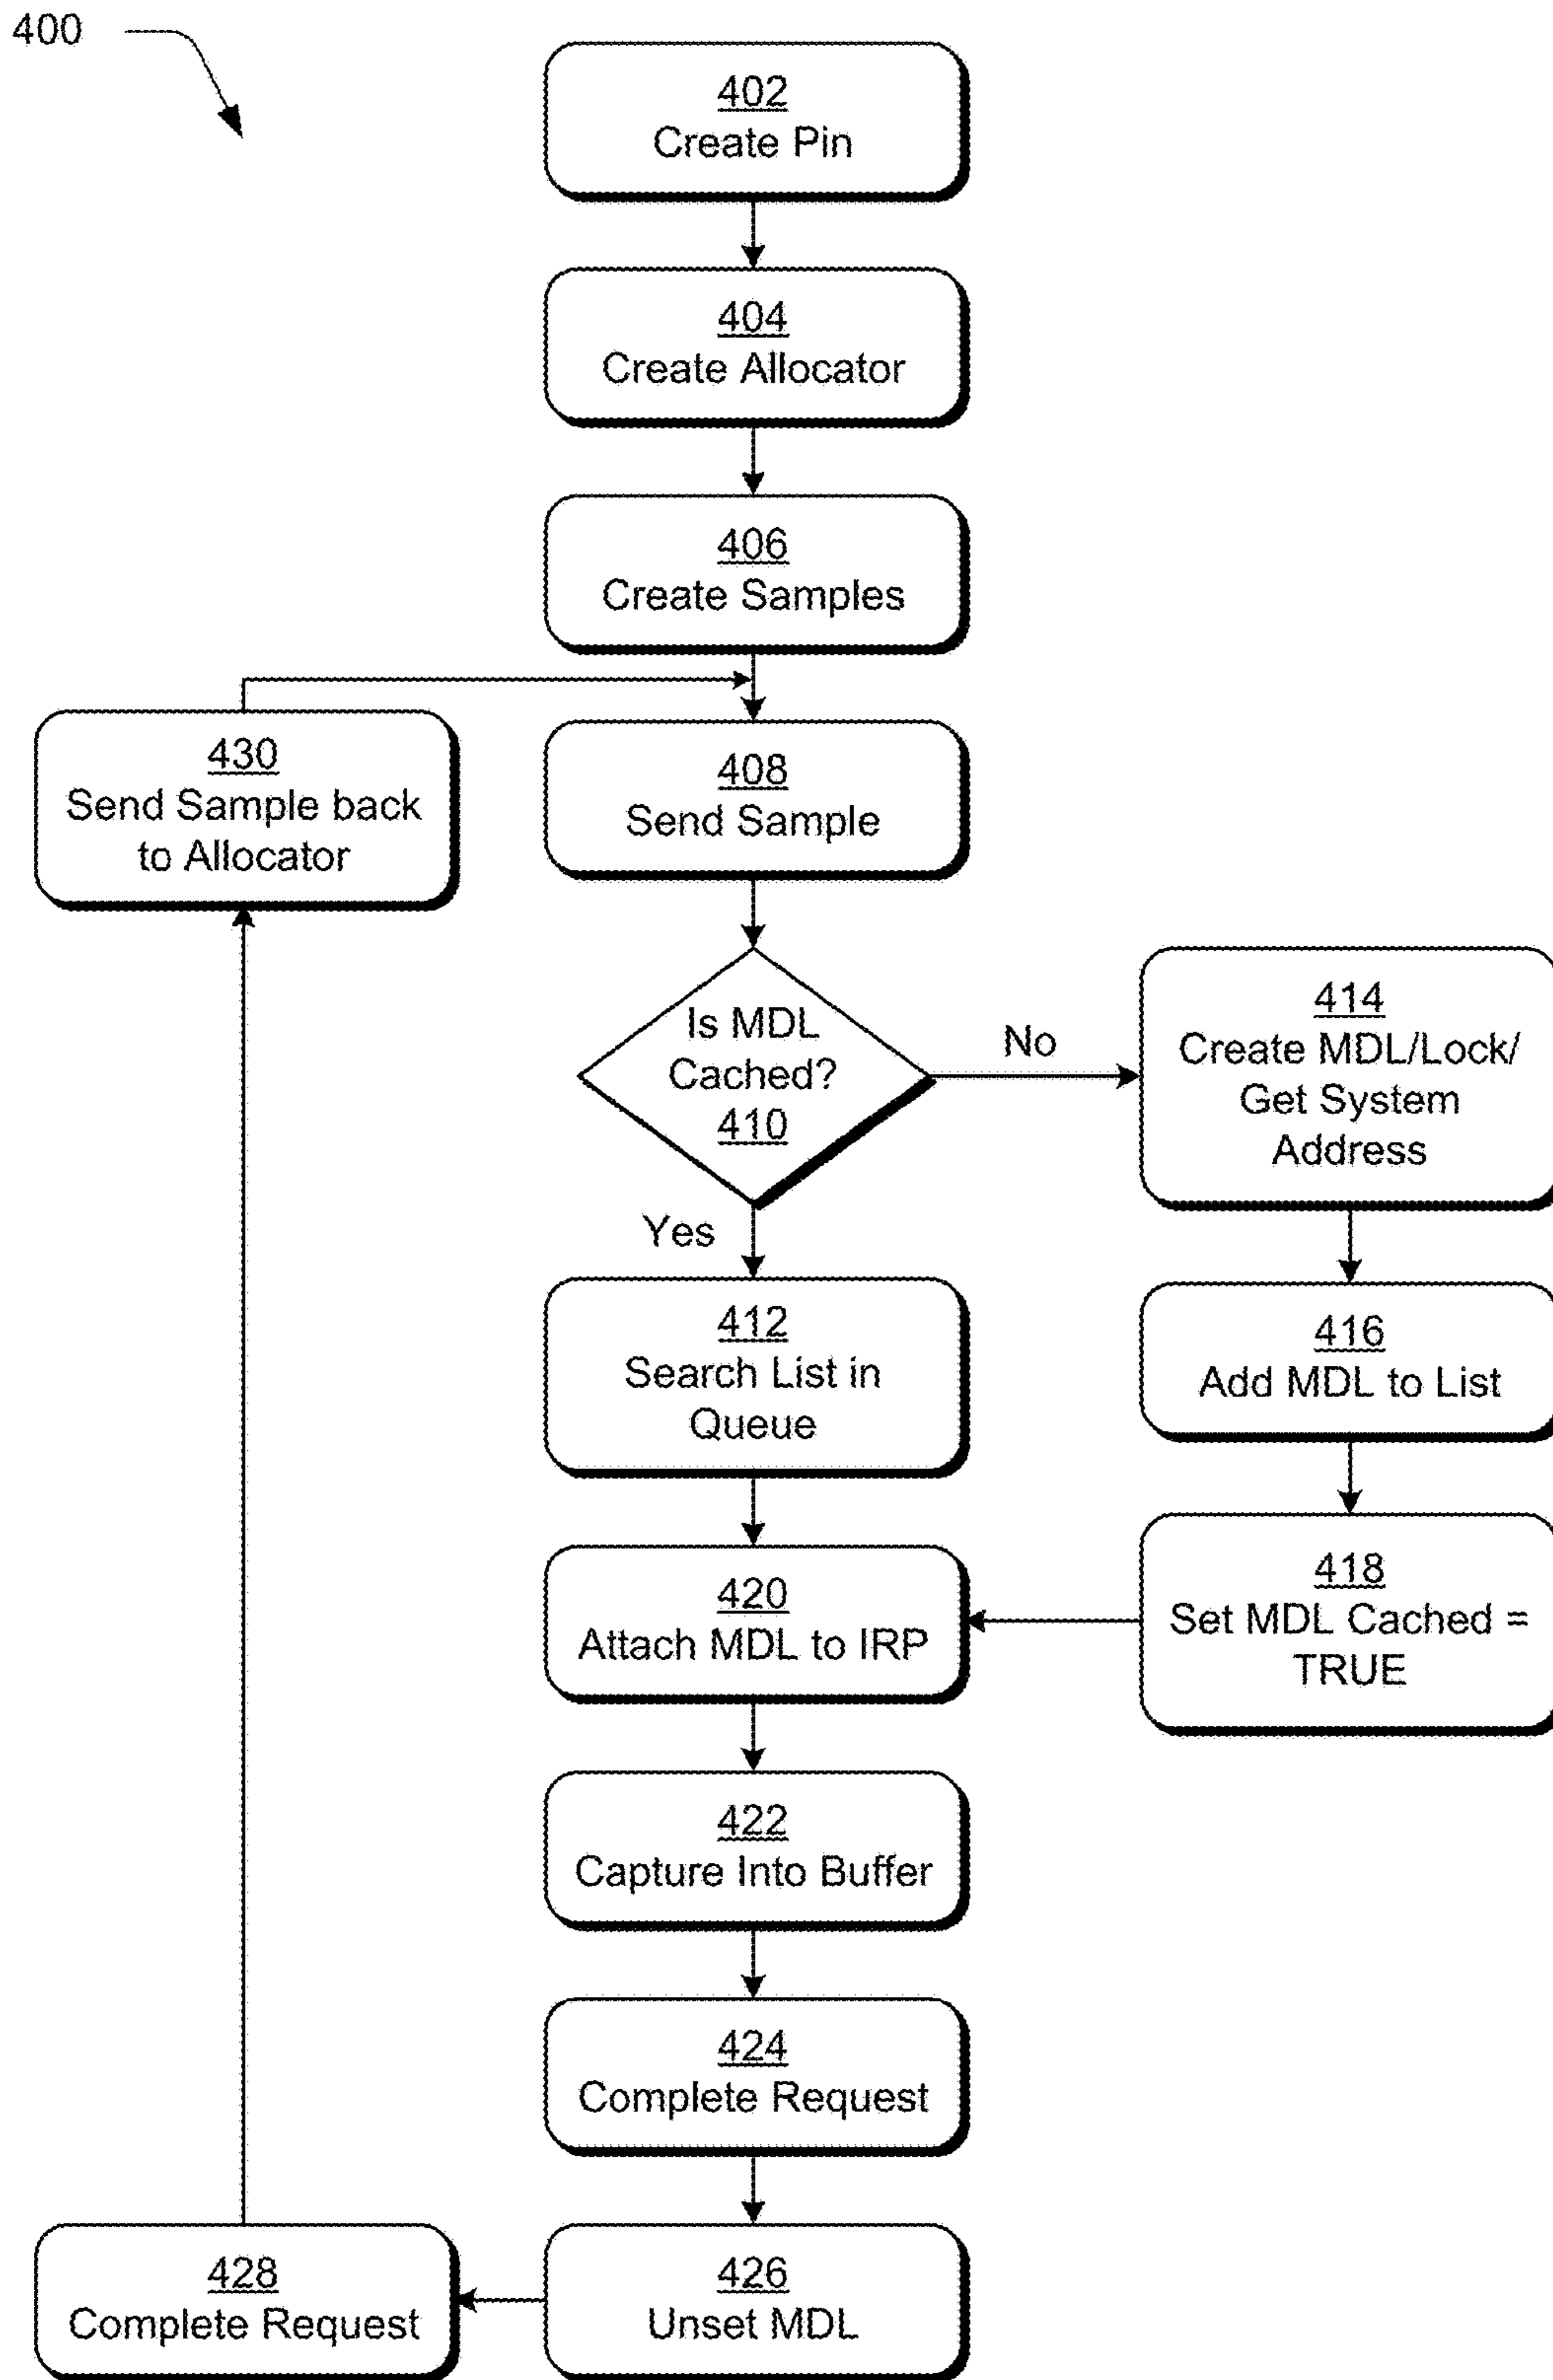 400
402
Create Pin
404
Create Allocator
406
Create Samples
430
Send Sample back
to Allocator
408
Send Sample
Is MDL
Cached?
410
No
414
Create MDL/Lock/
Get System
Address
Yes
412
Search List in
Queue
416
Add MDL to List
418
Set MDL Cached =
TRUE
420
Attach MDL to IRP
422
Capture Into Buffer
424
Complete Request
426
Unset MDL
428
Complete Request